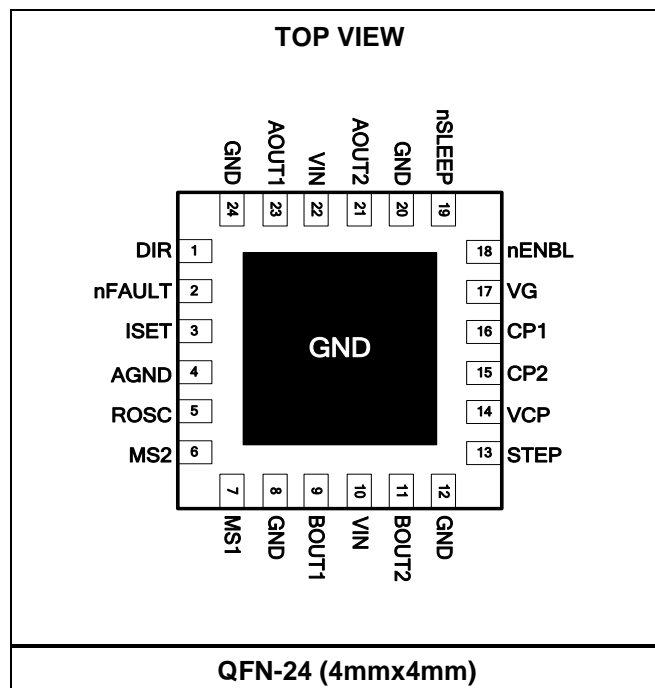 TOP VIEW
GND
AOUT1
VIN
AOUT2
GND
nSLEEP
24
23
22
21
20
19
DIR 1
nFAULT 2
ISET 3
AGND 4
ROSC 5
MS2 6
GND
18 nENBL
17 VG
16 CP1
15 CP2
14 VCP
13 STEP
7
8
9
10
11
12
MS1
GND
BOUT1
VIN
BOUT2
GND
QFN-24 (4mmx4mm)